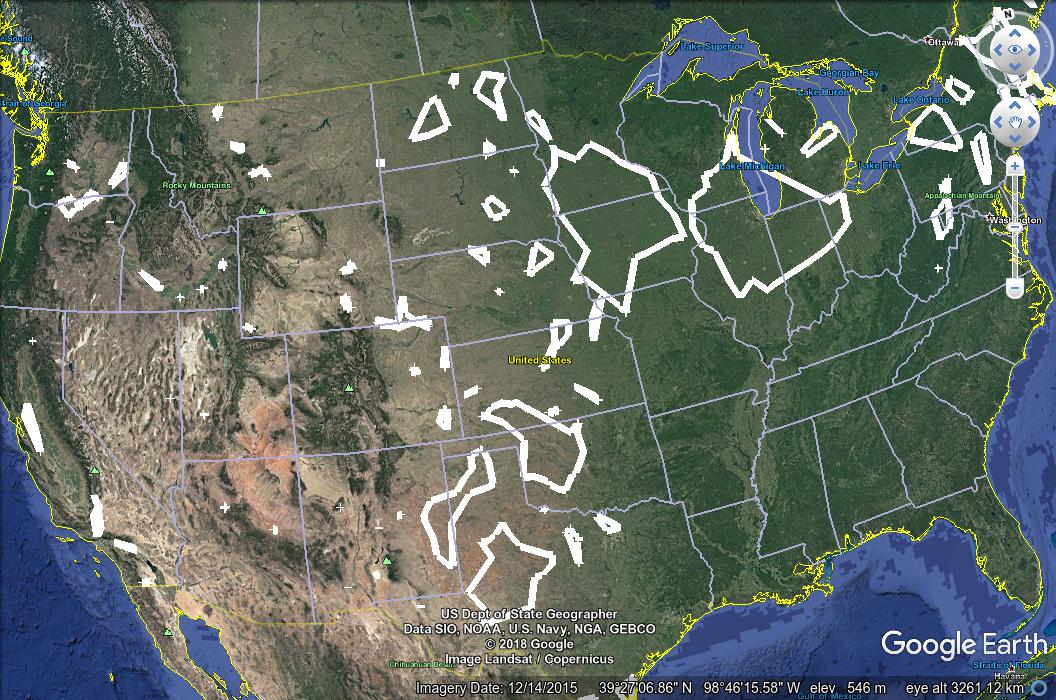 e Sound
Lake Superior
Ottawa
Georgian Bay
Lake Huron
trait of Georgia
Lake Ontario
Lake Michigan
Lake Erie
Rocky Mountains
Appalachian Mountain
Washington
United States
US Dept of State Geographer
Data SIO, NOAA, U.S. Navy, NGA, GEBCO
© 2018 Google
Image Landsat / Copernicus
Chihuahuan Desert
Google Earth
Straits of Florida
Havana
Gulf of Mexico
Imagery Date: 12/14/2015 39°27'06.86" N 98°46'15.58" W elev 546 m eye alt 3261.12 km